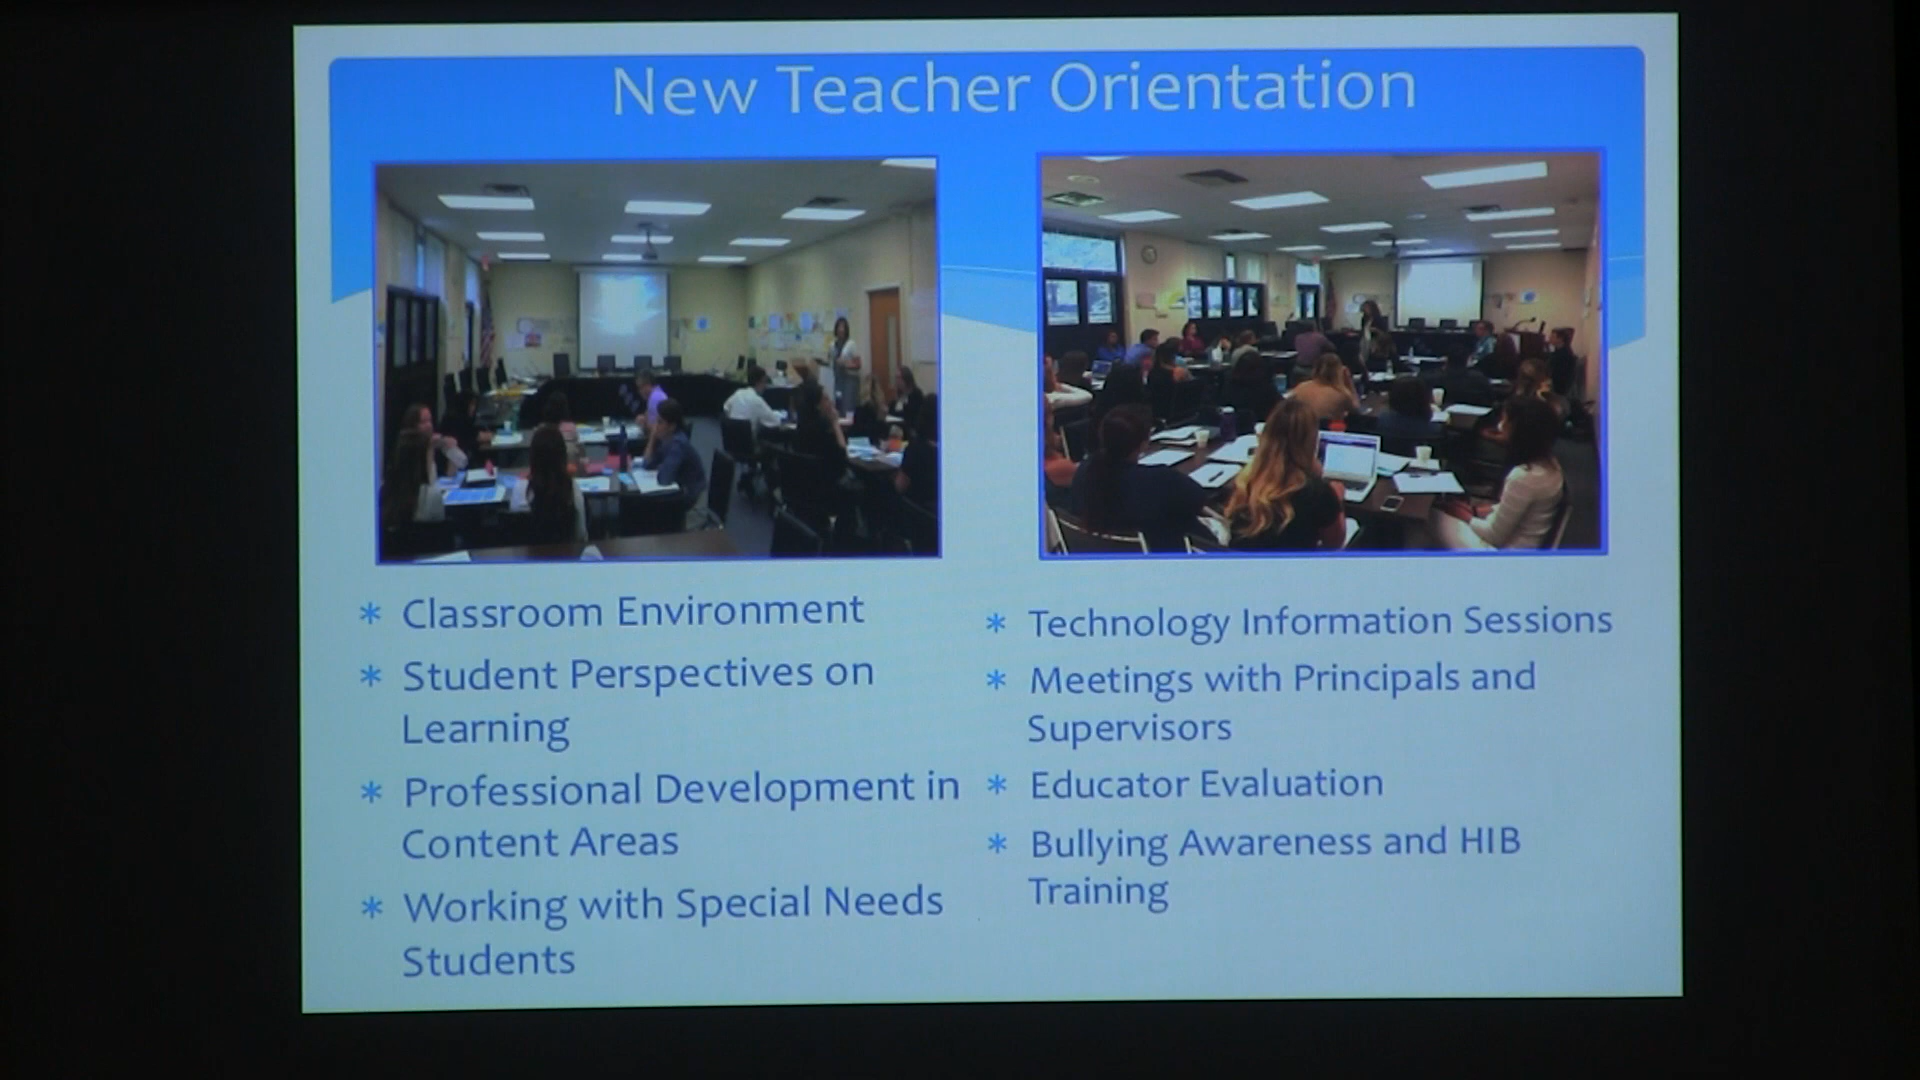 New Teacher Orientation
* Classroom Environment
* Student Perspectives on
Learning
* Professional Development in
Content Areas
* Working with Special Needs
Students
* Technology Information Sessions
* Meetings with Principals and
Supervisors
* Educator Evaluation
* Bullying Awareness and HIB
Training